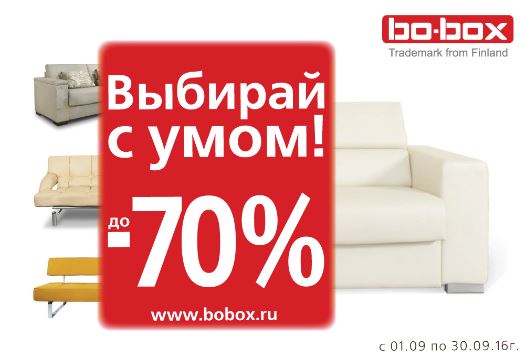 bo-box
Trademark from Finland
Выбирай
с умом!
до
-70%
www.bobox.ru
с 01.09 по 30.09.16г.